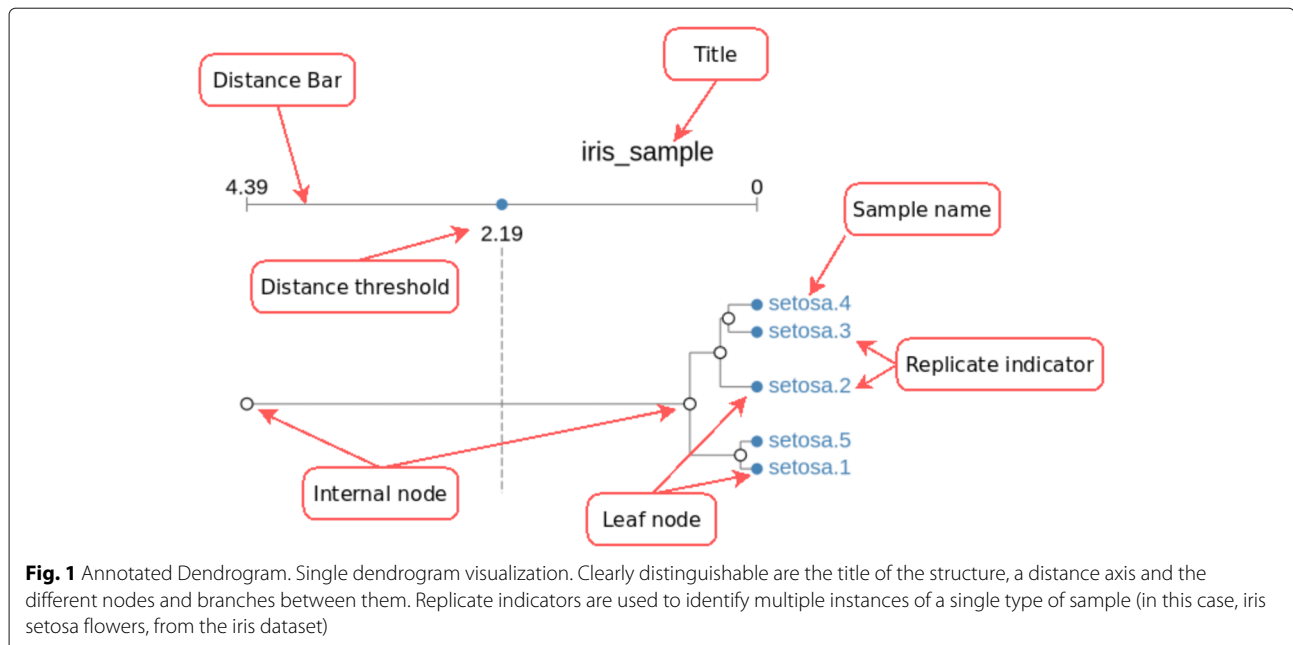 Title
Distance Bar
iris_sample
4.39
0
Sample name
2.19
Distance threshold
setosa.4
setosa.3
Replicate indicator
setosa.2
setosa.5
setosa.1
Internal node
Leaf node
Fig. 1 Annotated Dendrogram. Single dendrogram visualization. Clearly distinguishable are the title of the structure, a distance axis and the
different nodes and branches between them. Replicate indicators are used to identify multiple instances of a single type of sample (in this case, iris
setosa flowers, from the iris dataset)